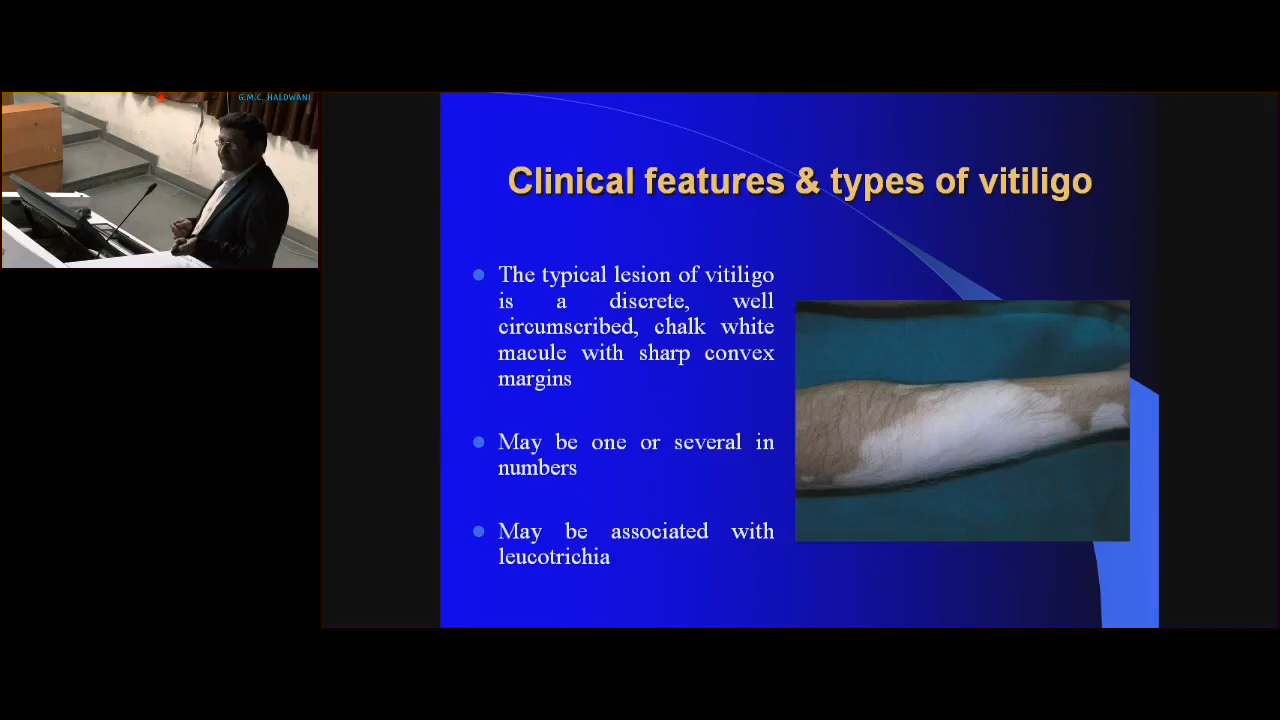 G.M.C. HALDWANI
Clinical features & types of vitiligo
The typical lesion of vitiligo
is a discrete, well
circumscribed, chalk white
macule with sharp convex
margins
May be one or several in
numbers
May be associated with
leucotrichia